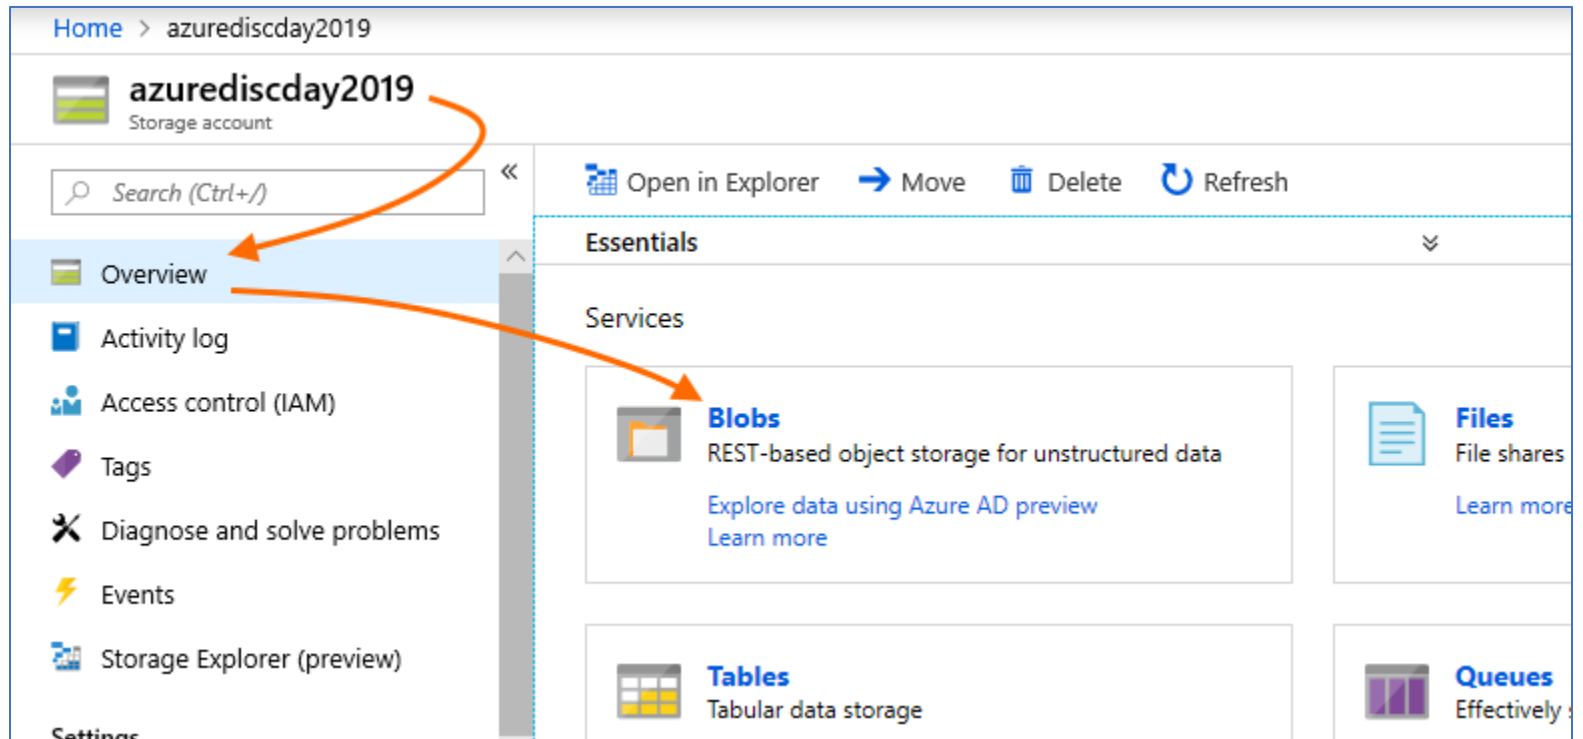 Home > azurediscday2019
azurediscday2019
Storage account
Search (Ctrl+/)
«
Overview
Activity log
Access control (IAM)
Tags
Diagnose and solve problems
Events
Storage Explorer (preview)
Settings
Open in Explorer Move Delete Refresh
Essentials
Services
Blobs
REST-based object storage for unstructured data
Explore data using Azure AD preview
Learn more
Files
File shares
Learn more
Tables
Tabular data storage
Queues
Effectively